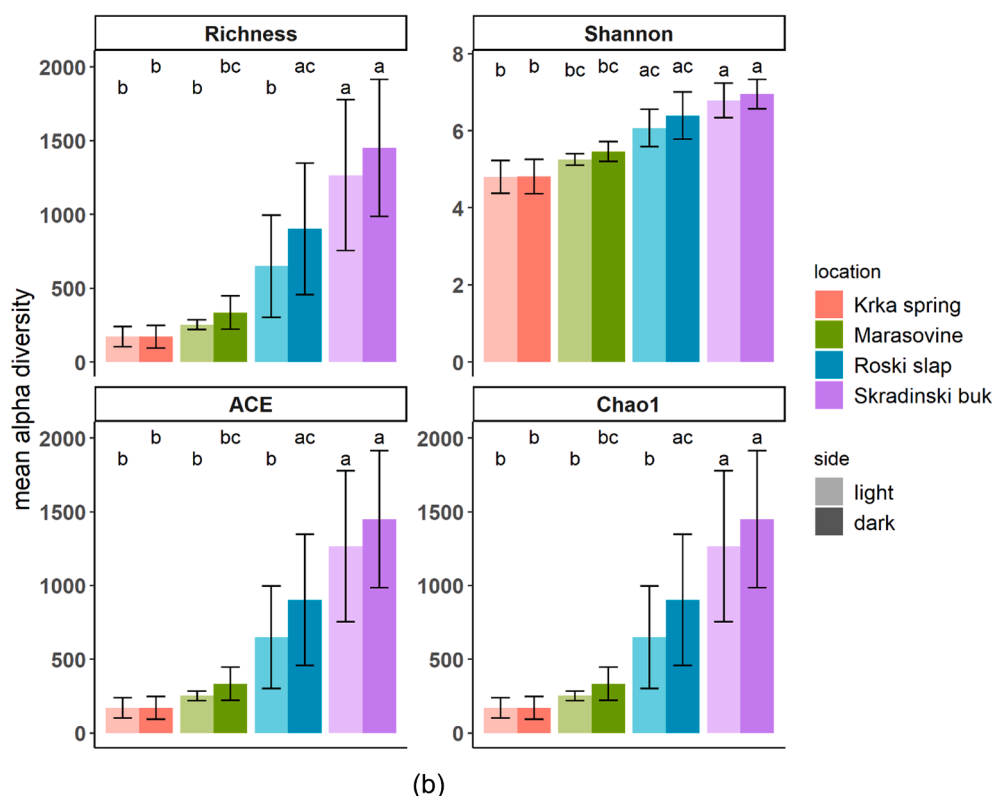 Richness
Shannon
2000
1500
1000
500
0
b b b bc b ac a a
8
6
4
2
0
b b bc bc ac ac a a
mean alpha diversity
ACE
Chao1
2000
1500
1000
500
0
b b b bc b ac a a
2000
1500
1000
500
0
b b b bc b ac a a
location
Krka spring
Marasovine
Roski slap
Skradinski buk
side
light
dark
(b)